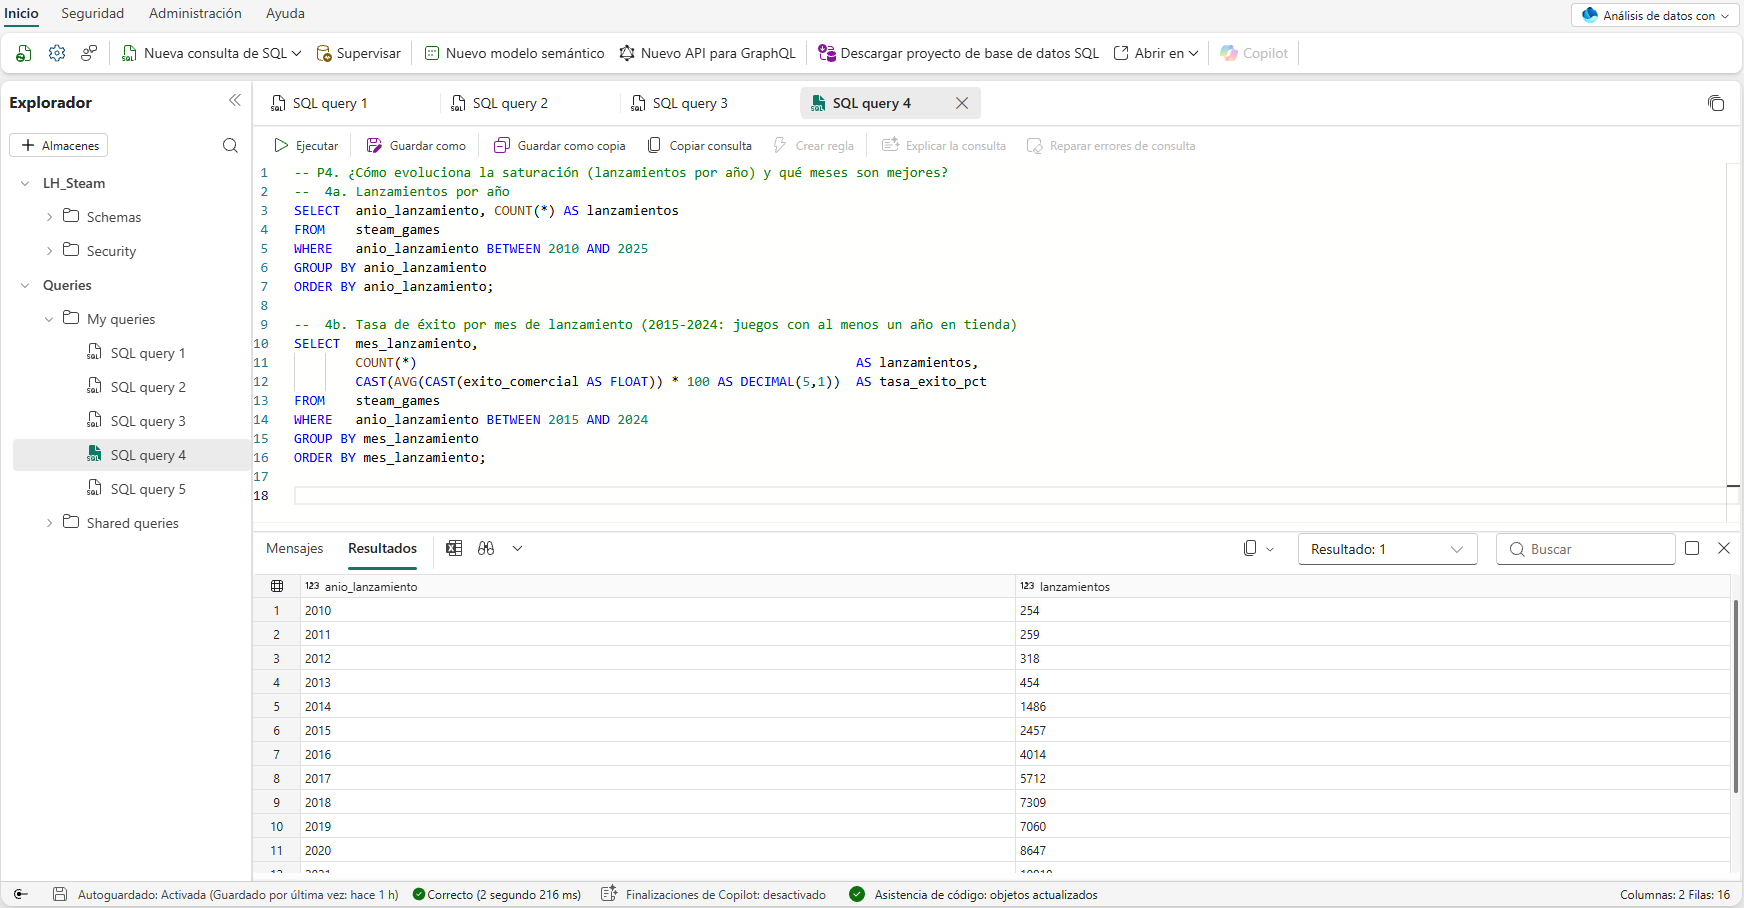 Inicio Seguridad Administración Ayuda
Análisis de datos con
Nueva consulta de SQL Supervisar Nuevo modelo semántico Nuevo API para GraphQL Descargar proyecto de base de datos SQL Abrir en Copilot
Explorador
Almacenes
LH_Steam
Schemas
Security
Queries
My queries
SQL query 1
SQL query 2
SQL query 3
SQL query 4
SQL query 5
Shared queries
SQL query 1 SQL query 2 SQL query 3 SQL query 4
Ejecutar Guardar como Guardar como copia Copiar consulta Crear regla Explicar la consulta Reparar errores de consulta
1 -- P4. ¿Cómo evoluciona la saturación (lanzamientos por año) y qué meses son mejores?
2 --  4a. Lanzamientos por año
3 SELECT  anio_lanzamiento, COUNT(*) AS lanzamientos
4 FROM    steam_games
5 WHERE   anio_lanzamiento BETWEEN 2010 AND 2025
6 GROUP BY anio_lanzamiento
7 ORDER BY anio_lanzamiento;
8
9 --  4b. Tasa de éxito por mes de lanzamiento (2015-2024: juegos con al menos un año en tienda)
10 SELECT  mes_lanzamiento,
11         COUNT(*)                                                         AS lanzamientos,
12         CAST(AVG(CAST(exito_comercial AS FLOAT)) * 100 AS DECIMAL(5,1))  AS tasa_exito_pct
13 FROM    steam_games
14 WHERE   anio_lanzamiento BETWEEN 2015 AND 2024
15 GROUP BY mes_lanzamiento
16 ORDER BY mes_lanzamiento;
17
18
Mensajes Resultados Resultado: 1 Buscar
123 anio_lanzamiento 123 lanzamientos
1 2010 254
2 2011 259
3 2012 318
4 2013 454
5 2014 1486
6 2015 2457
7 2016 4014
8 2017 5712
9 2018 7309
10 2019 7060
11 2020 8647
Autoguardado: Activada (Guardado por última vez: hace 1 h) Correcto (2 segundo 216 ms) Finalizaciones de Copilot: desactivado Asistencia de código: objetos actualizados Columnas: 2 Filas: 16